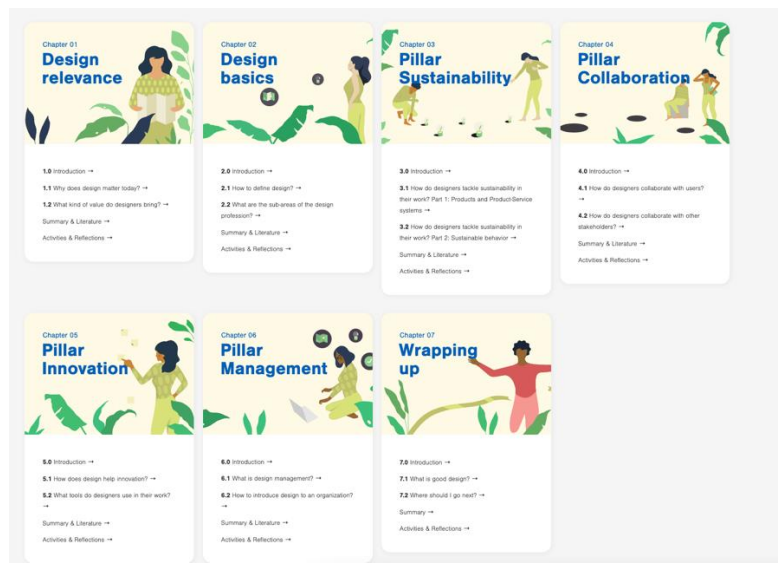 Chapter 01
Design
relevance
1.0 Introduction →
1.1 Why does design matter today? →
1.2 What kind of value do designers bring? →
Summary & Literature →
Activities & Reflections →
Chapter 02
Design
basics
2.0 Introduction →
2.1 How to define design? →
2.2 What are the sub-areas of the design
profession? →
Summary & Literature →
Activities & Reflections →
Chapter 03
Pillar
Sustainability
3.0 Introduction →
3.1 How do designers tackle sustainability in
their work? Part 1: Products and Product-Service
systems →
3.2 How do designers tackle sustainability in
their work? Part 2: Sustainable behavior →
Summary & Literature →
Activities & Reflections →
Chapter 04
Pillar
Collaboration
4.0 Introduction →
4.1 How do designers collaborate with users?
→
4.2 How do designers collaborate with other
stakeholders? →
Summary & Literature →
Activities & Reflections →
Chapter 05
Pillar
Innovation
5.0 Introduction →
5.1 How does design help innovation? →
5.2 What tools do designers use in their work?
→
Summary & Literature →
Activities & Reflections →
Chapter 06
Pillar
Management
6.0 Introduction →
6.1 What is design management? →
6.2 How to introduce design to an organization?
→
Summary & Literature →
Activities & Reflections →
Chapter 07
Wrapping
up
7.0 Introduction →
7.1 What is good design? →
7.2 Where should I go next? →
Summary →
Activities & Reflections →